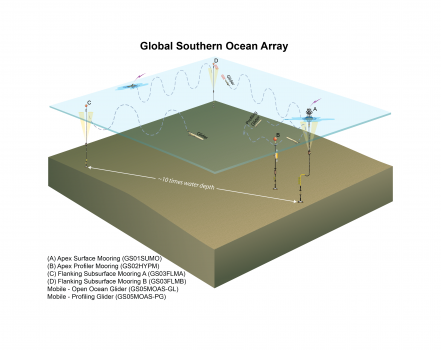 Global Southern Ocean Array
D
Glider
C
A
~10 times water depth
(A) Apex Surface Mooring (GS01SUMO)
(B) Apex Profiler Mooring (GS02HYPM)
(C) Flanking Subsurface Mooring A (GS03FLMA)
(D) Flanking Subsurface Mooring B (GS03FLMB)
Mobile - Open Ocean Glider (GS05MOAS-GL)
Mobile - Profiling Glider (GS05MOAS-PG)